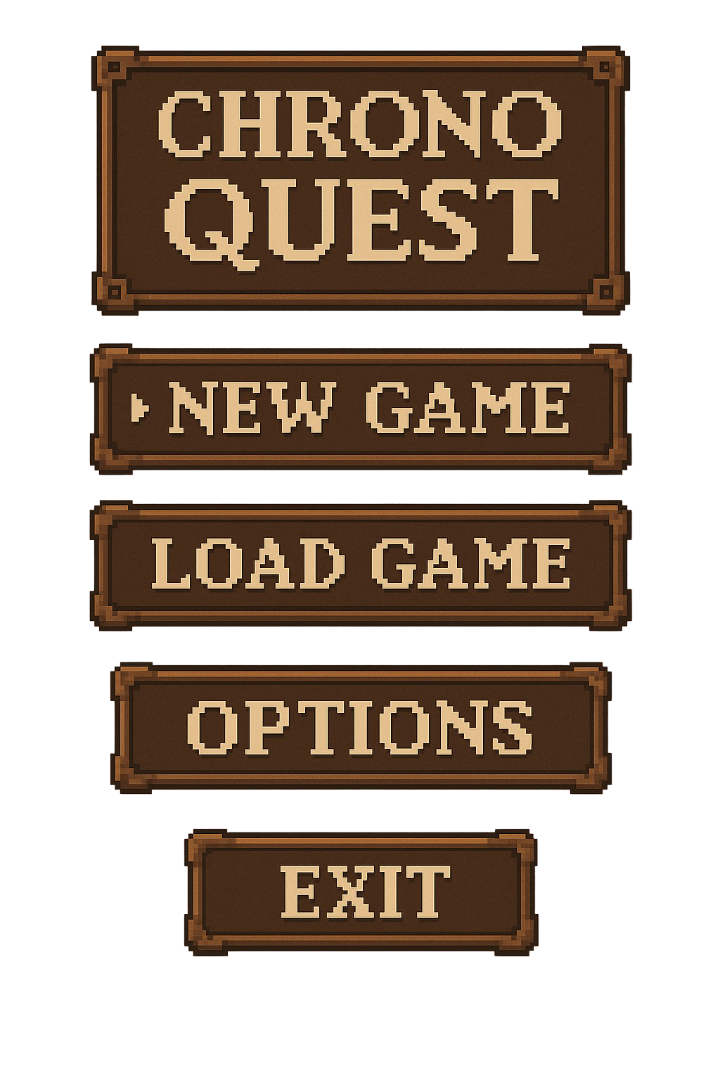 CHRONO
QUEST
NEW GAME
LOAD GAME
OPTIONS
EXIT